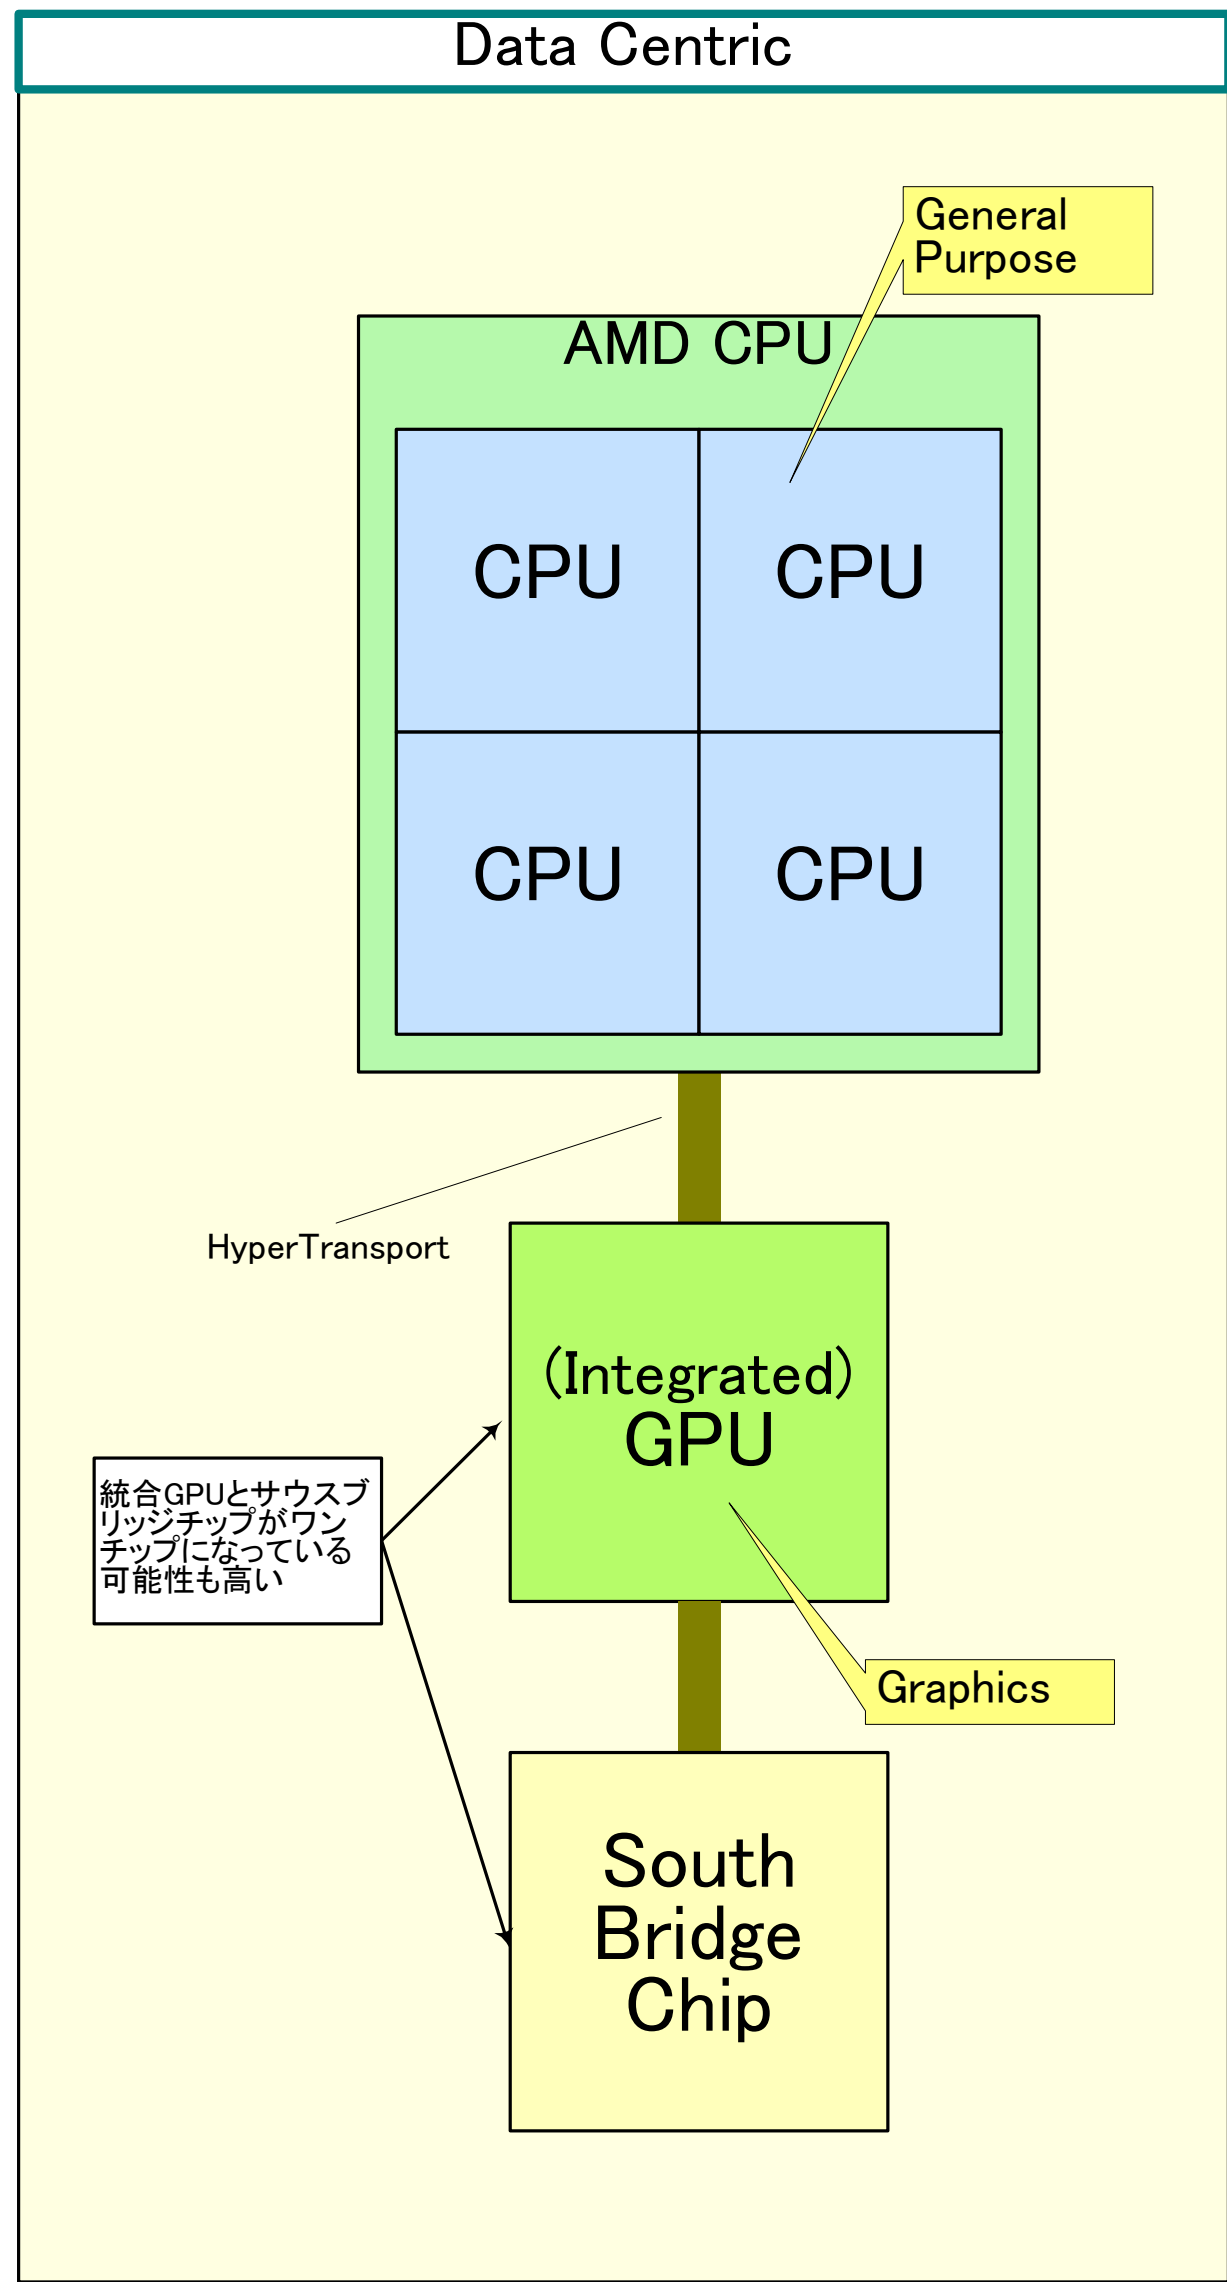 Data Centric
General
Purpose
AMD CPU
CPU
CPU
CPU
CPU
HyperTransport
(Integrated)
GPU
統合GPUとサウスブ
リッジチップがワン
チップになっている
可能性も高い
Graphics
South
Bridge
Chip